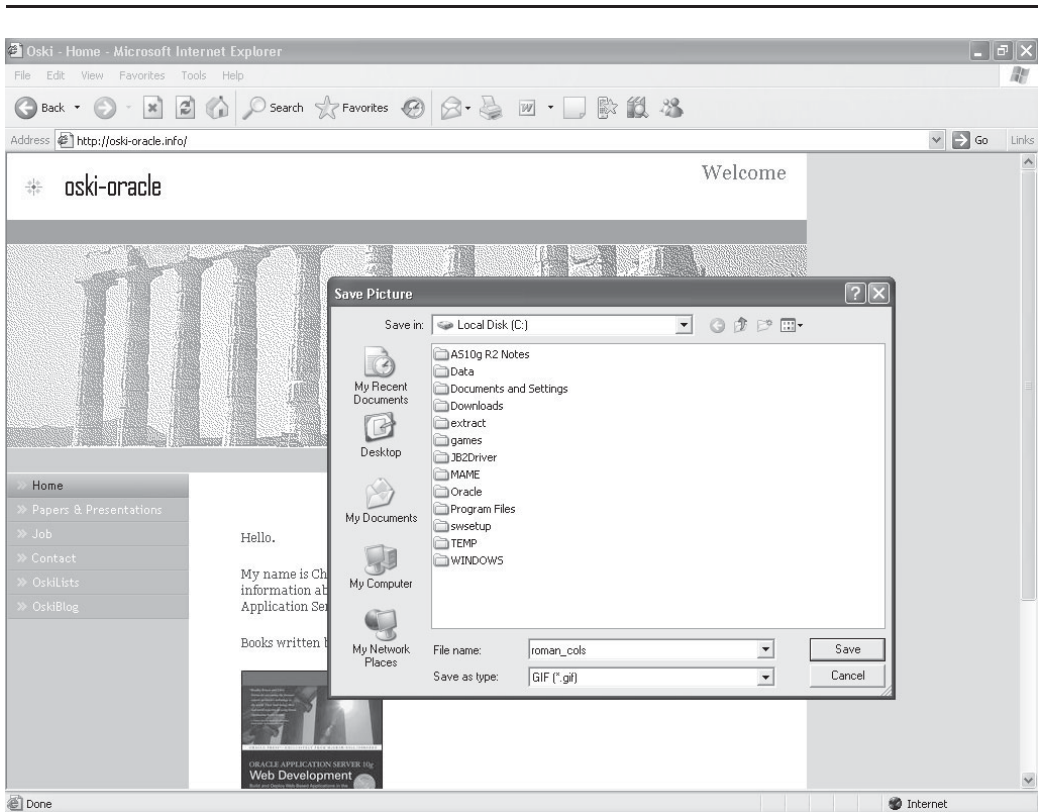 Oski - Home - Microsoft Internet Explorer
File Edit View Favorites Tools Help
Back Search Favorites
Address http://oski-oracle.info/ Go Links
oski-oracle
Welcome
Save Picture
Save in: Local Disk (C:)
My Recent Documents
Desktop
My Documents
My Computer
My Network Places
AS10g R2 Notes
Data
Documents and Settings
Downloads
extract
games
JB2Driver
MAME
Oracle
Program Files
swsetup
TEMP
WINDOWS
File name: roman_cols Save
Save as type: GIF (*.gif) Cancel
» Home
» Papers & Presentations
» Job
» Contact
» OskiLists
» OskiBlog
Hello.
My name is Ch
information ab
Application Ser
Books written b
ORACLE APPLICATION SERVER 10g
Web Development
Done Internet